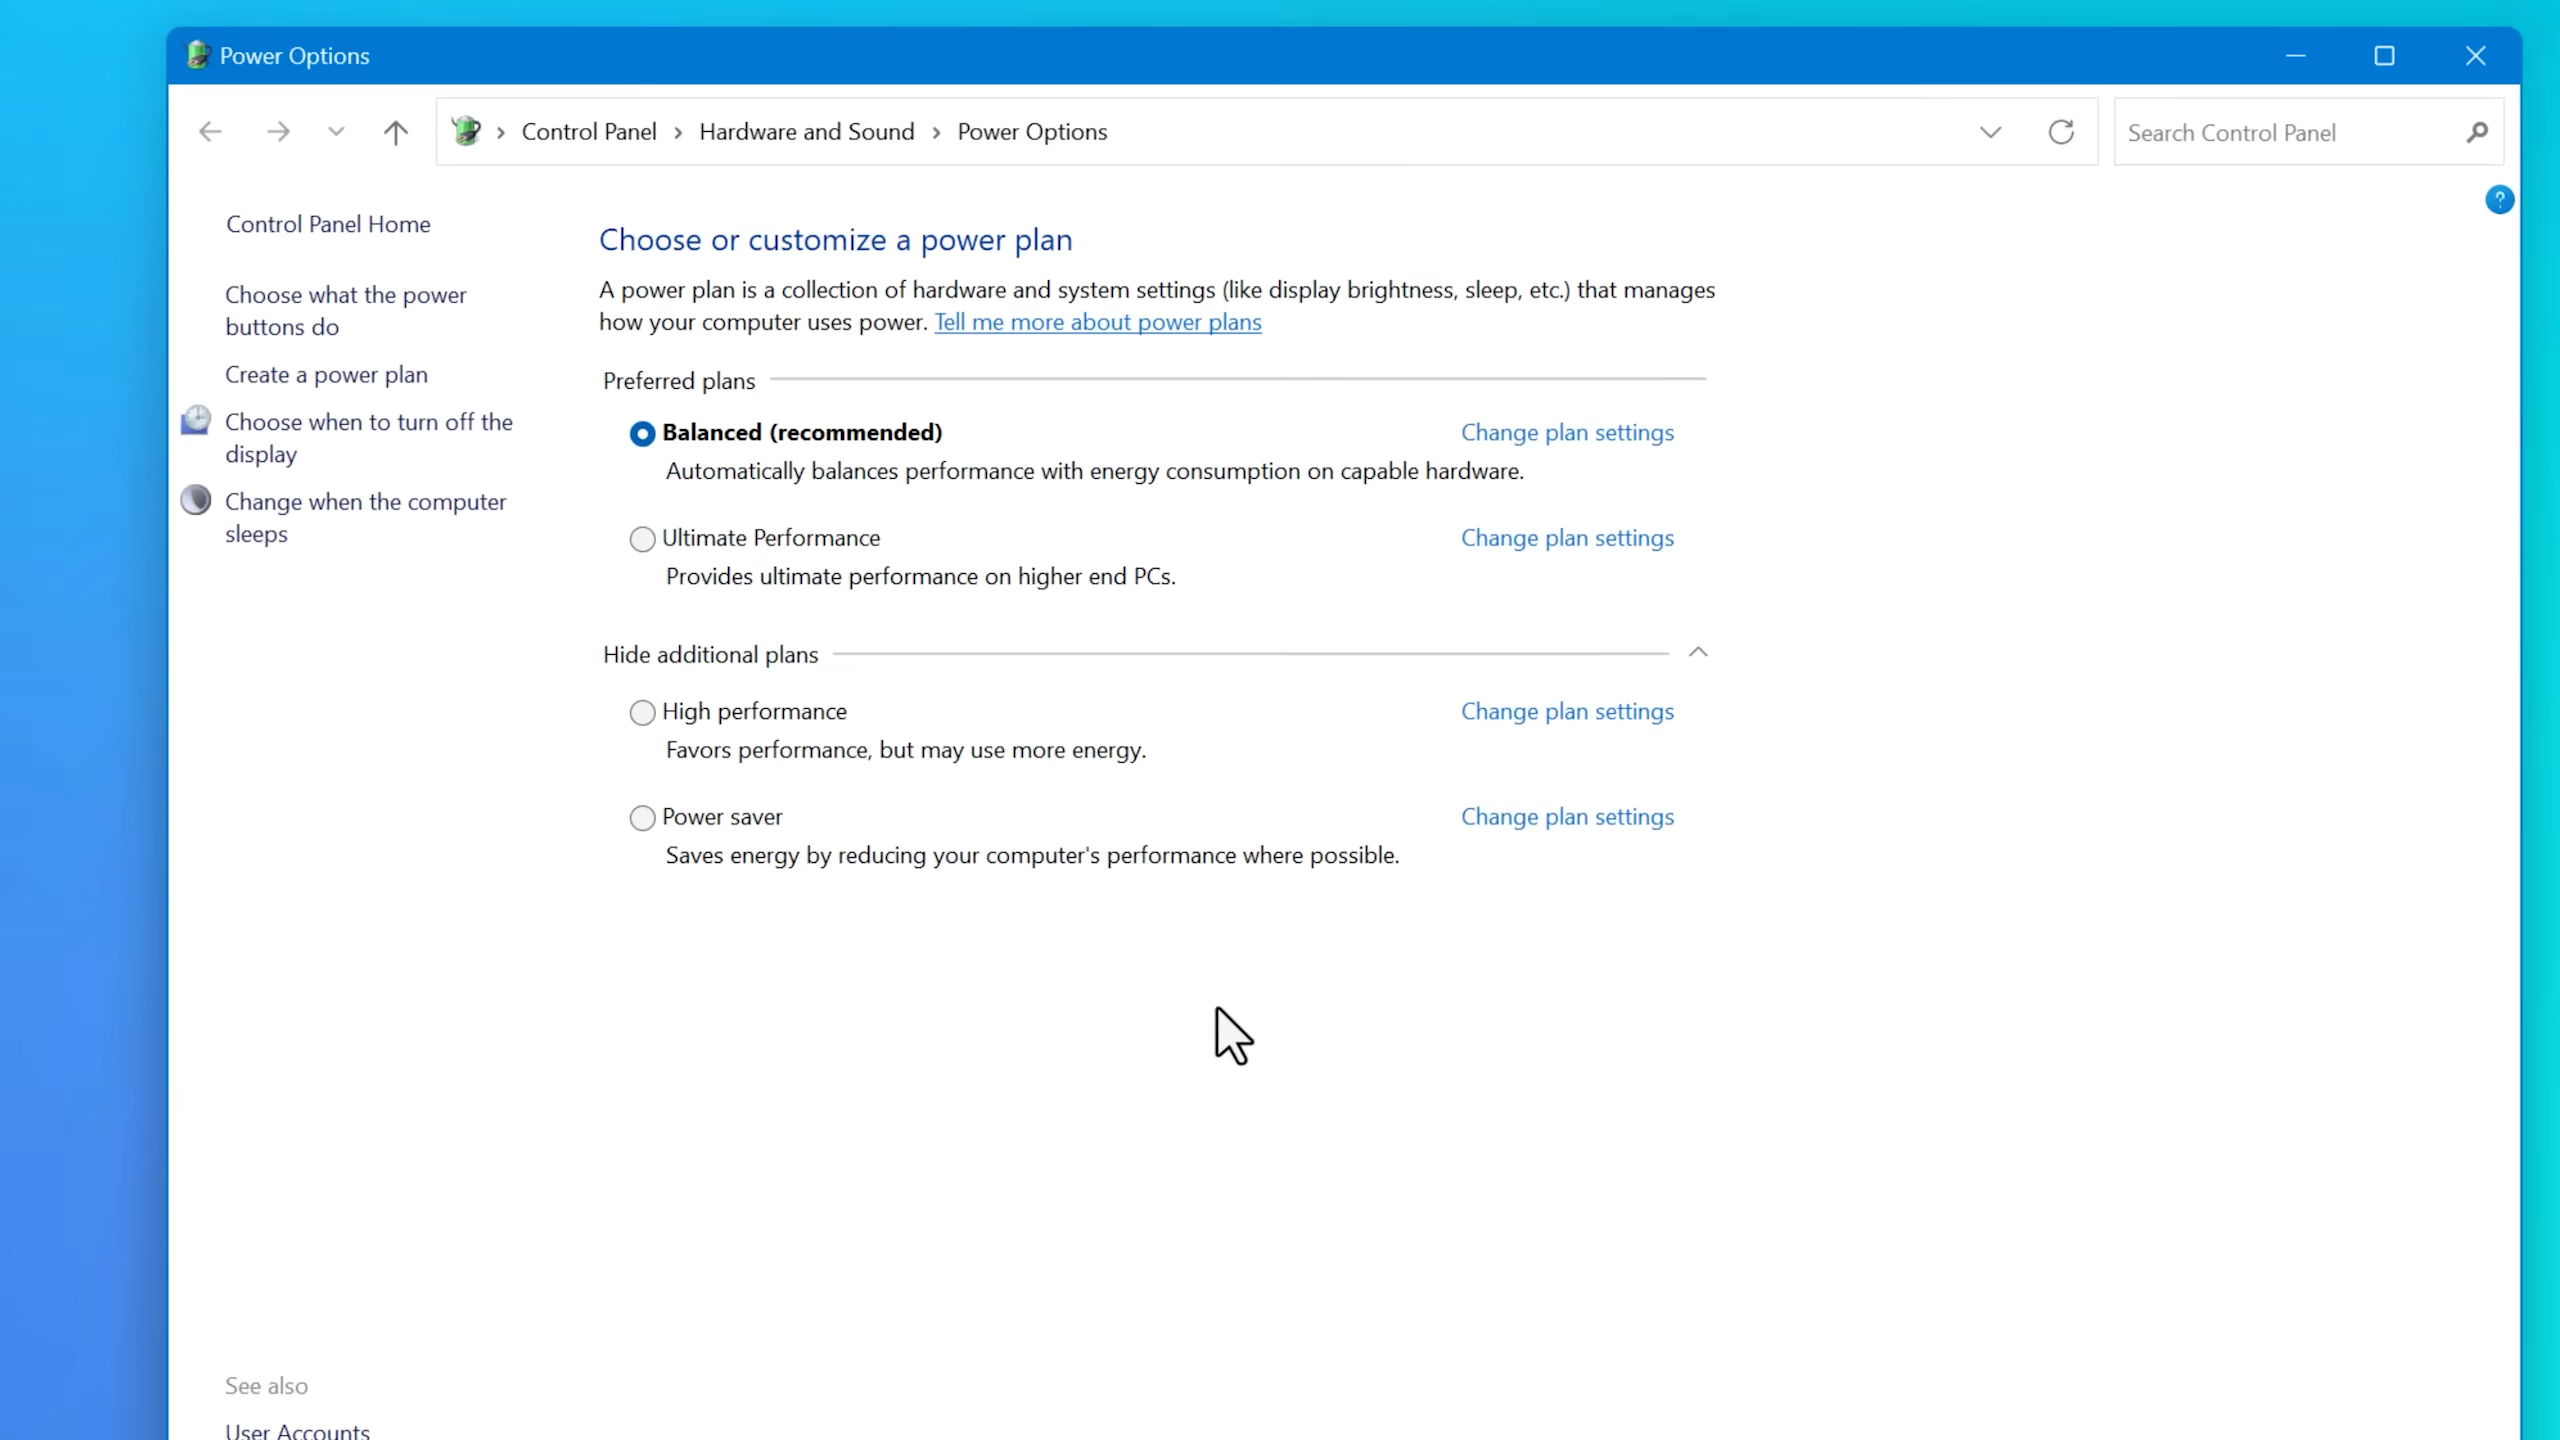 Power Options
Control Panel > Hardware and Sound > Power Options
Search Control Panel
?
Control Panel Home
Choose what the power
buttons do
Create a power plan
Choose when to turn off the
display
Change when the computer
sleeps
Choose or customize a power plan
A power plan is a collection of hardware and system settings (like display brightness, sleep, etc.) that manages
how your computer uses power. Tell me more about power plans
Preferred plans
Balanced (recommended) Change plan settings
Automatically balances performance with energy consumption on capable hardware.
Ultimate Performance Change plan settings
Provides ultimate performance on higher end PCs.
Hide additional plans
High performance Change plan settings
Favors performance, but may use more energy.
Power saver Change plan settings
Saves energy by reducing your computer's performance where possible.
See also
User Accounts